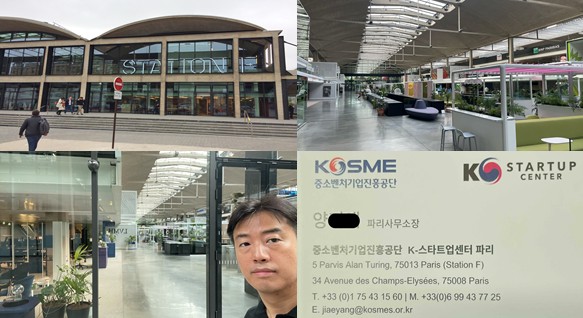 STATION F
KOSME
중소벤처기업진흥공단
K STARTUP
CENTER
양
파리사무소장
중소벤처기업진흥공단 K-스타트업센터 파리
5 Parvis Alan Turing, 75013 Paris (Station F)
34 Avenue des Champs-Elysées, 75008 Paris
T. +33 (0)1 75 43 15 60 | M. +33(0)6 99 43 77 25
E. jiaeyang@kosmes.or.kr